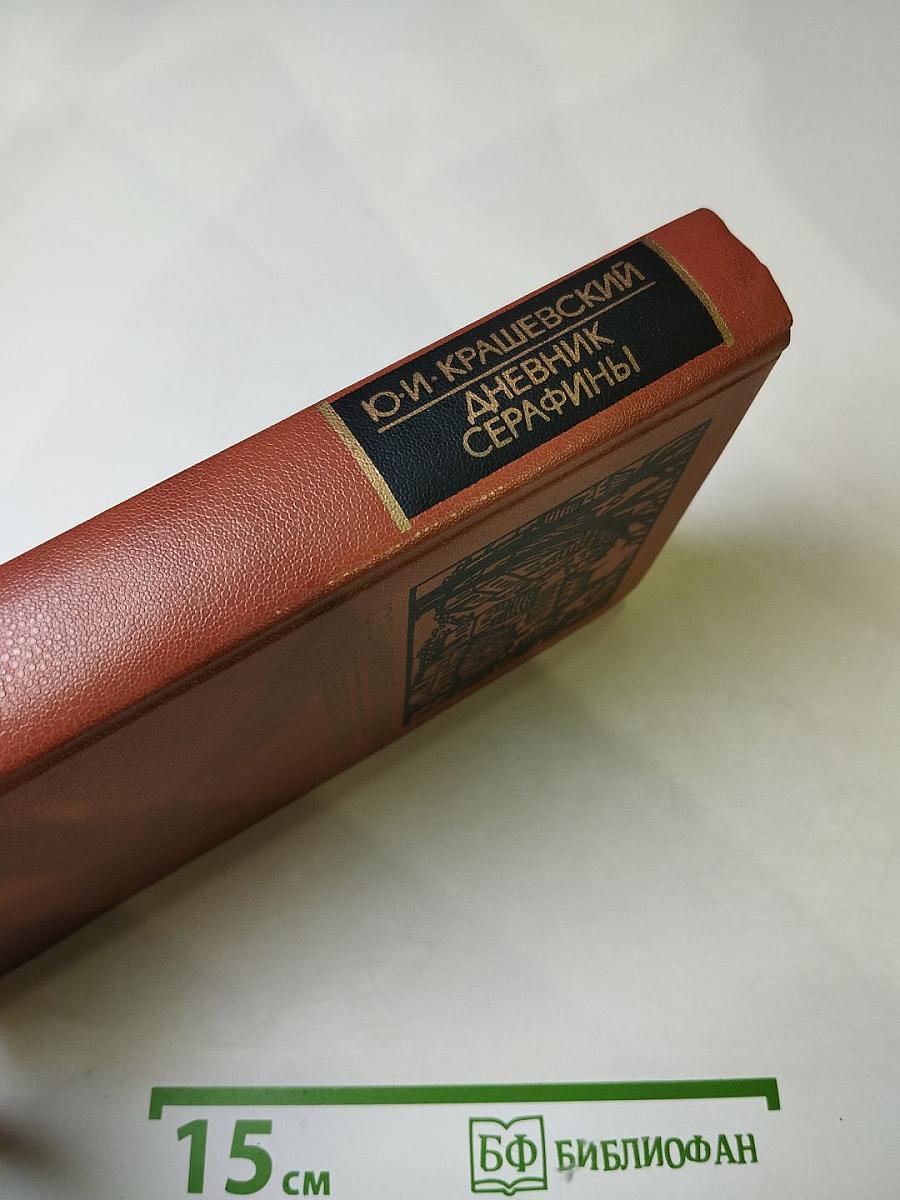 Ю·И·КРАШЕВСКИЙ
ДНЕВНИК
СЕРАФИНЫ
15 см
БФ БИБЛИОФАН